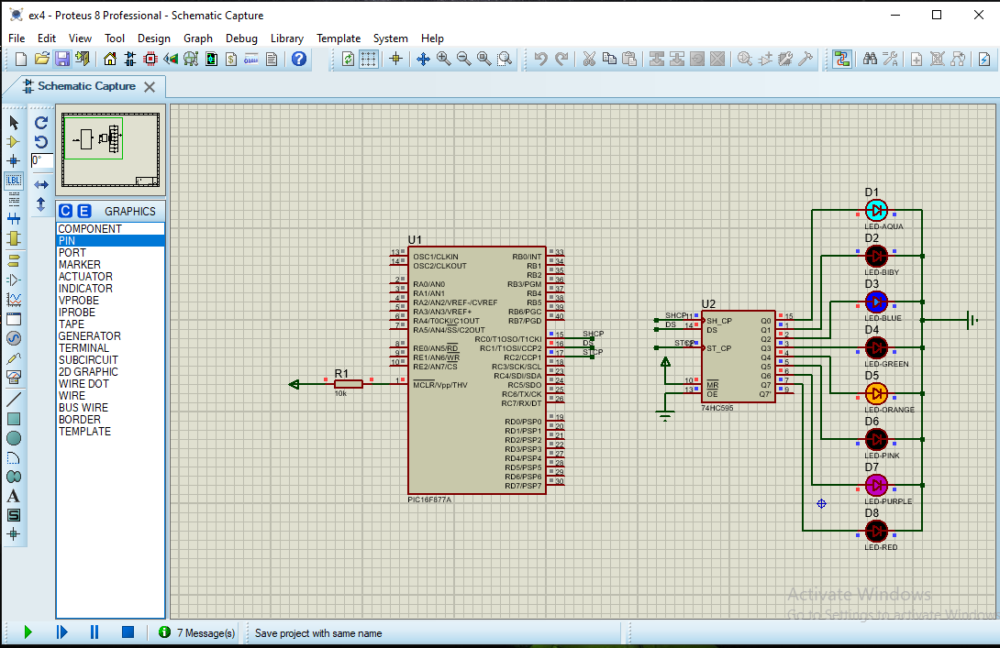 ex4 - Proteus 8 Professional - Schematic Capture
File Edit View Tool Design Graph Debug Library Template System Help
Schematic Capture
0°
LBL
C E GRAPHICS
COMPONENT
PIN
PORT
MARKER
ACTUATOR
INDICATOR
VPROBE
IPROBE
TAPE
GENERATOR
TERMINAL
SUBCIRCUIT
2D GRAPHIC
WIRE DOT
WIRE
BUS WIRE
BORDER
TEMPLATE
A
S
R1
10k
U1
13 OSC1/CLKIN
14 OSC2/CLKOUT
2 RA0/AN0
3 RA1/AN1
4 RA2/AN2/VREF-/CVREF
5 RA3/AN3/VREF+
6 RA4/T0CKI/C1OUT
7 RA5/AN4/SS/C2OUT
8 RE0/AN5/RD
9 RE1/AN6/WR
10 RE2/AN7/CS
1 MCLR/Vpp/THV
RB0/INT 33
RB1 34
RB2 35
RB3/PGM 36
RB4 37
RB5 38
RB6/PGC 39
RB7/PGD 40
RC0/T1OSO/T1CKI 15 SHCP
RC1/T1OSI/CCP2 16 DS
RC2/CCP1 17 STCP
RC3/SCK/SCL 18
RC4/SDI/SDA 23
RC5/SDO 24
RC6/TX/CK 25
RC7/RX/DT 26
RD0/PSP0 19
RD1/PSP1 20
RD2/PSP2 21
RD3/PSP3 22
RD4/PSP4 27
RD5/PSP5 28
RD6/PSP6 29
RD7/PSP7 30
PIC16F877A
U2
SHCP 11 SH_CP
DS 14 DS
STCP 12 ST_CP
10 MR
13 OE
Q0 15
Q1 1
Q2 2
Q3 3
Q4 4
Q5 5
Q6 6
Q7 7
Q7' 9
74HC595
D1
LED-AQUA
D2
LED-BIBY
D3
LED-BLUE
D4
LED-GREEN
D5
LED-ORANGE
D6
LED-PINK
D7
LED-PURPLE
D8
LED-RED
Activate Windows
Go to Settings to activate Windows
7 Message(s) Save project with same name